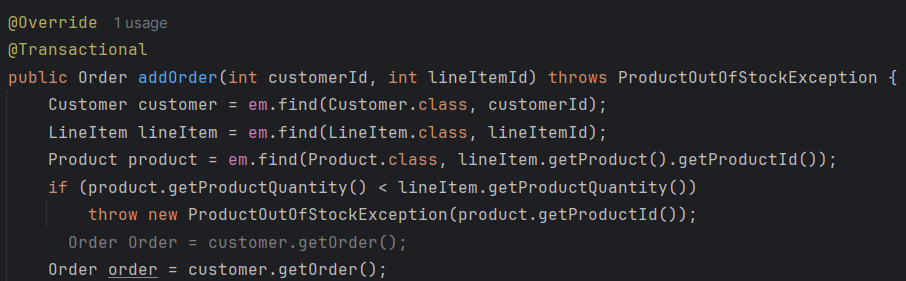 @Override 1 usage
@Transactional
public Order addOrder(int customerId, int lineItemId) throws ProductOutOfStockException {
Customer customer = em.find(Customer.class, customerId);
LineItem lineItem = em.find(LineItem.class, lineItemId);
Product product = em.find(Product.class, lineItem.getProduct().getProductId());
if (product.getProductQuantity() < lineItem.getProductQuantity())
throw new ProductOutOfStockException(product.getProductId());
Order Order = customer.getOrder();
Order order = customer.getOrder();